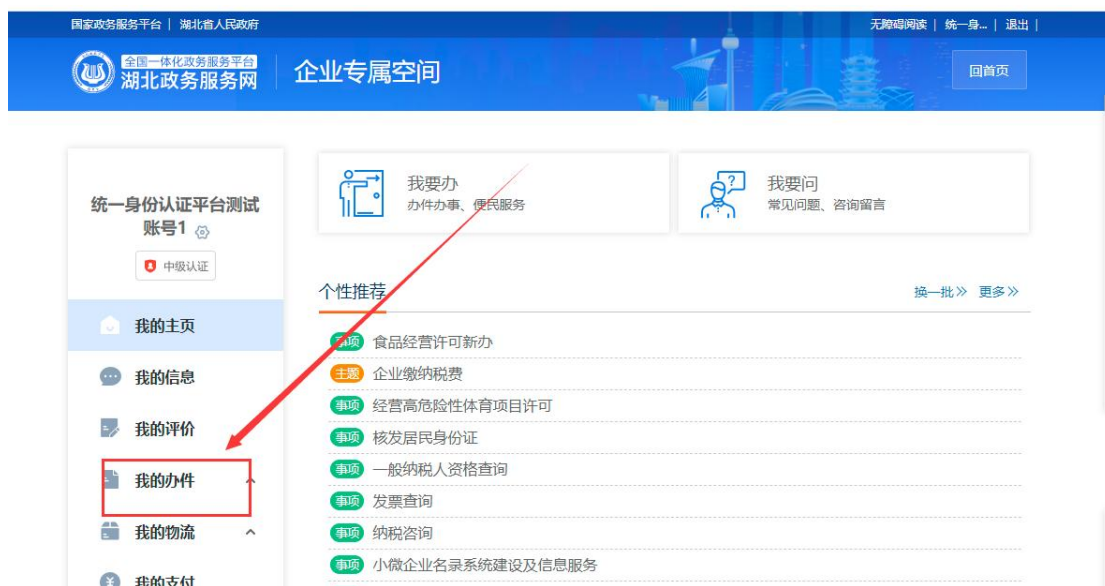 国家政务服务平台 | 湖北省人民政府
无障碍阅读 | 统一身... | 退出 |
全国一体化政务服务平台
湖北政务服务网
企业专属空间
回首页
统一身份认证平台测试
账号1
中级认证
我的主页
我的信息
我的评价
我的办件
我的物流
我的支付
我要办
办件办事、便民服务
我要问
常见问题、咨询留言
个性推荐
换一批》 更多》
事项 食品经营许可新办
主题 企业缴纳税费
事项 经营高危险性体育项目许可
事项 核发居民身份证
事项 一般纳税人资格查询
事项 发票查询
事项 纳税咨询
事项 小微企业名录系统建设及信息服务